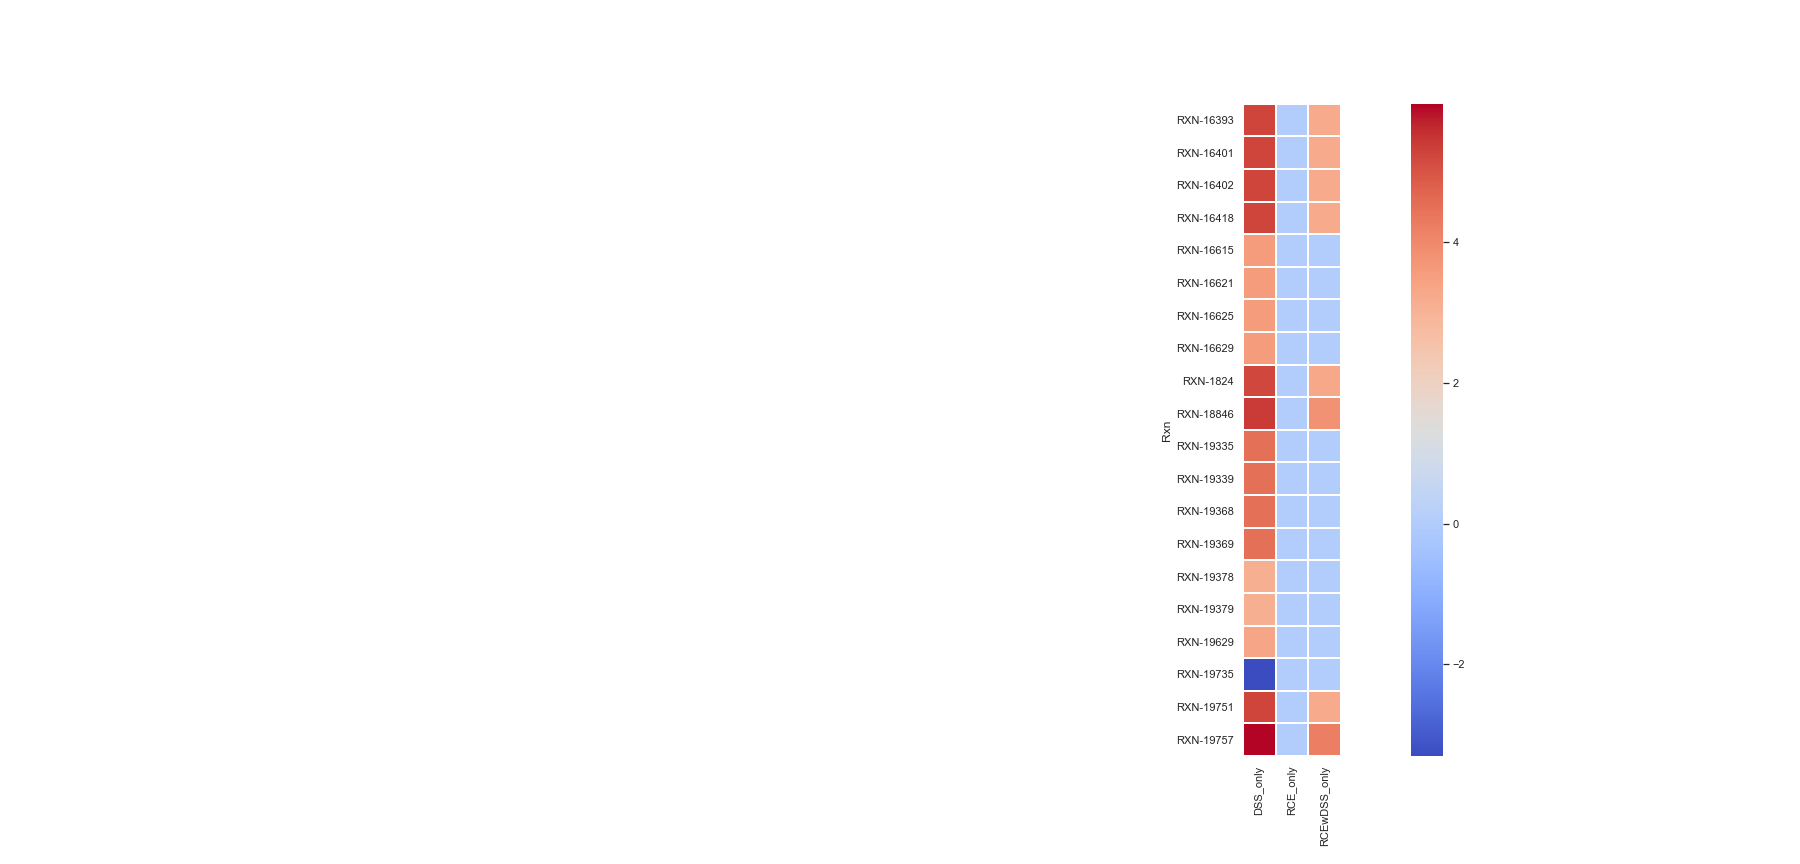 RXN-16393
RXN-16401
RXN-16402
RXN-16418
RXN-16615
RXN-16621
RXN-16625
RXN-16629
RXN-1824
RXN-18846
RXN-19335
RXN-19339
RXN-19368
RXN-19369
RXN-19378
RXN-19379
RXN-19629
RXN-19735
RXN-19751
RXN-19757
Rxn
DSS_only
RCE_only
RCEwDSS_only
4
2
0
−2